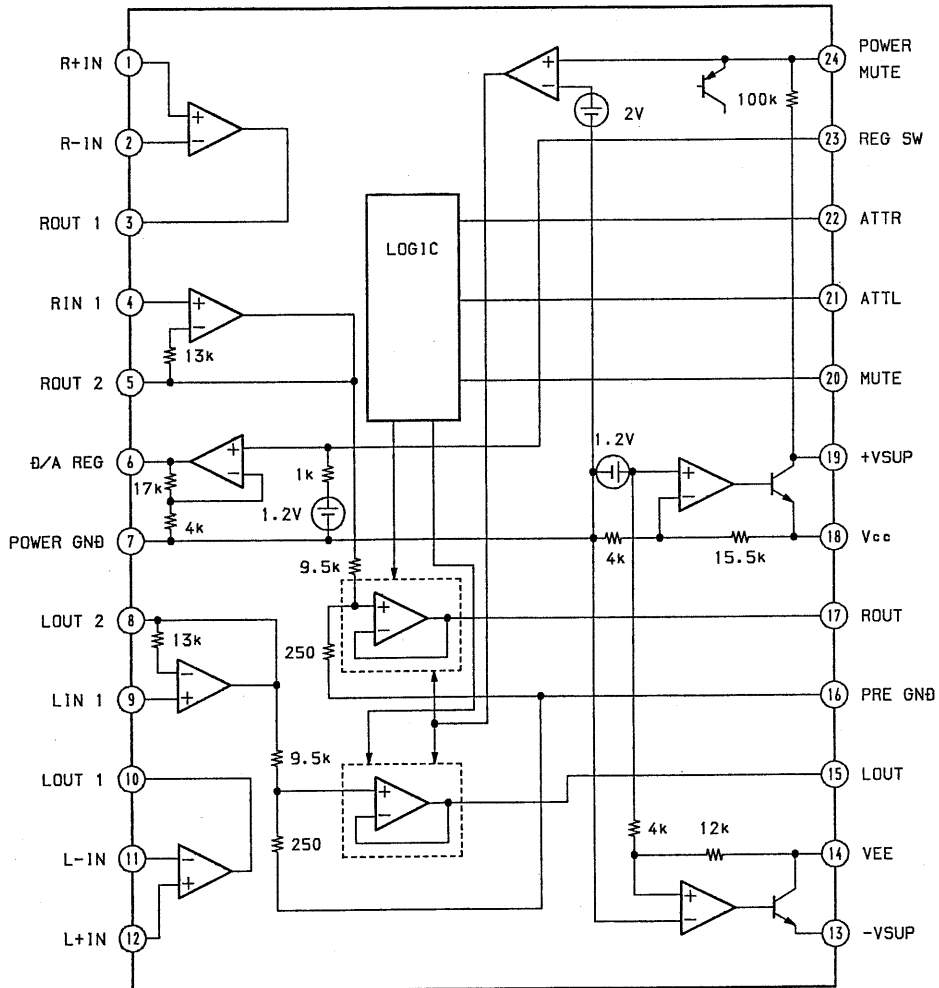 R+IN 1
R-IN 2
ROUT 1 3
RIN 1 4
ROUT 2 5
D/A REG 6
POWER GND 7
LOUT 2 8
LIN 1 9
LOUT 1 10
L-IN 11
L+IN 12
24 POWER
MUTE
23 REG SW
22 ATTR
21 ATTL
20 MUTE
19 +VSUP
18 Vcc
17 ROUT
16 PRE GND
15 LOUT
14 VEE
13 -VSUP
+
-
+
-
2V
100k
LOGIC
+
-
13k
+
-
17k
4k
1k
1.2V
1.2V
+
-
4k
15.5k
9.5k
+
-
250
13k
-
+
9.5k
+
-
250
-
+
4k
12k
+
-